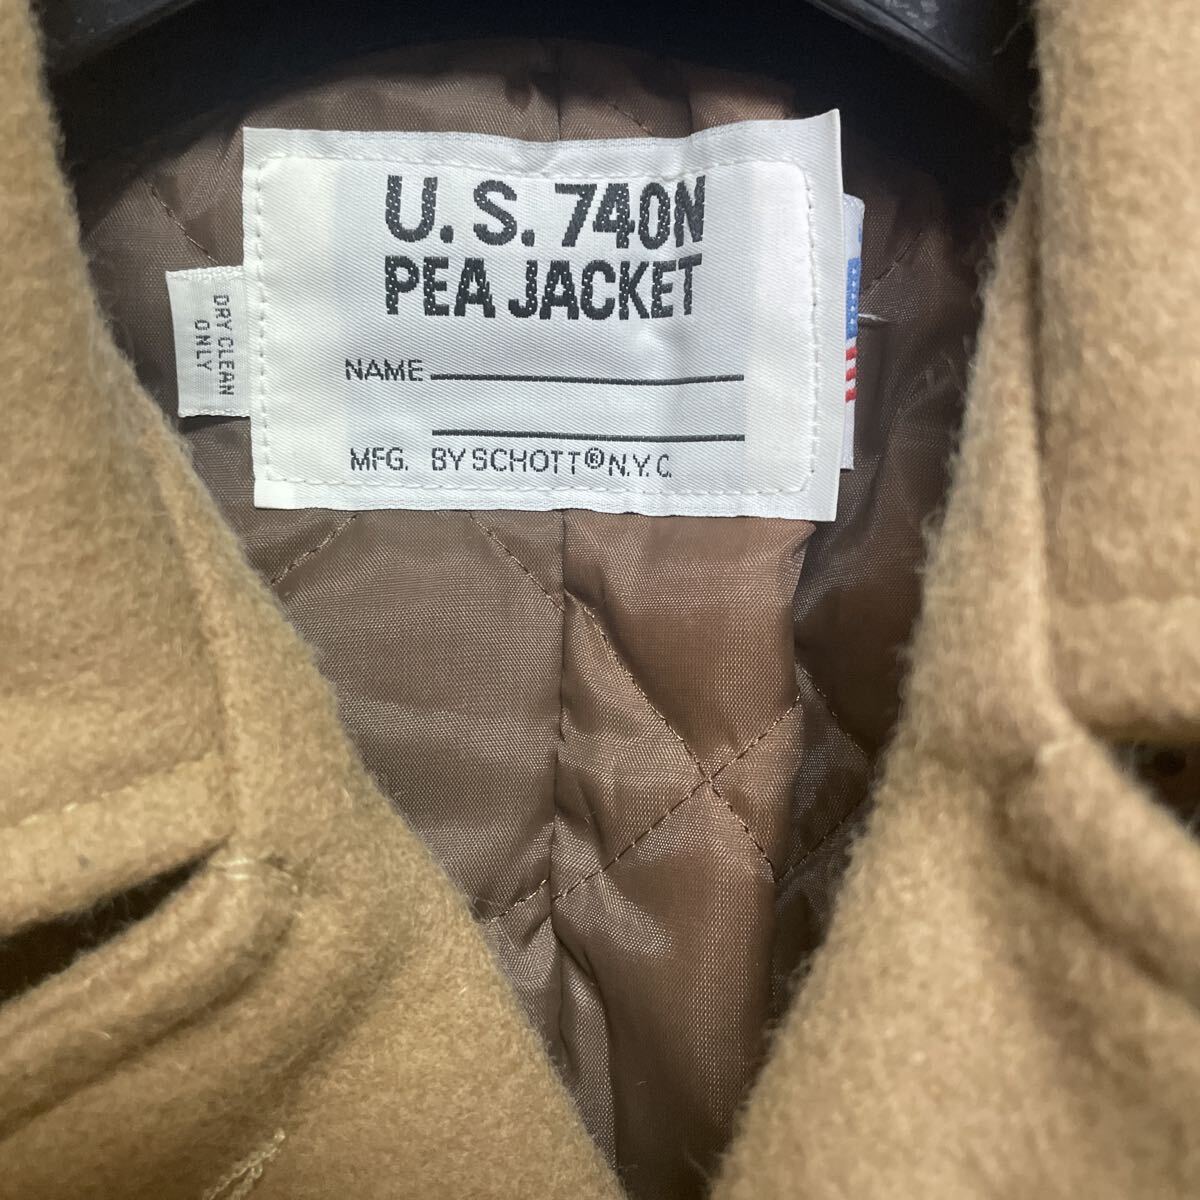 U.S. 740N
PEA JACKET
NAME
MFG. BY SCHOTT® N.Y.C.
DRY CLEAN
ONLY